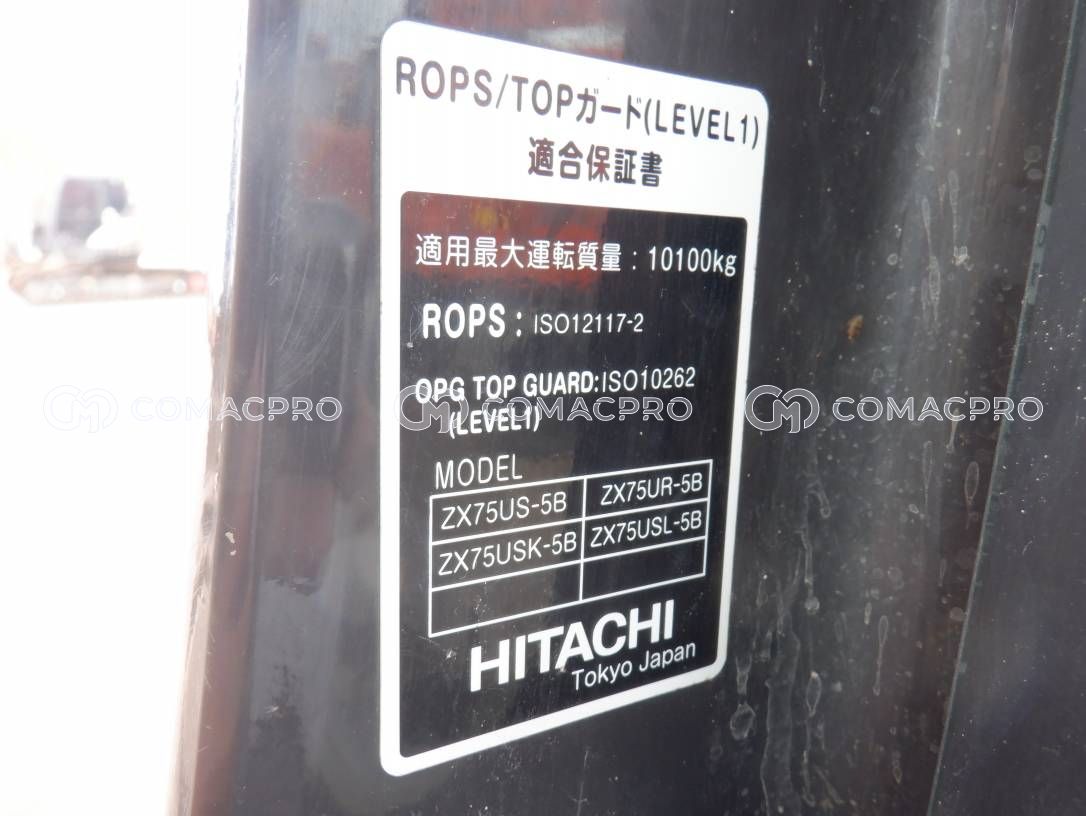 ROPS/TOPガード(LEVEL1)
適合保証書
適用最大運転質量 : 10100kg
ROPS : ISO12117-2
OPG TOP GUARD:ISO10262
(LEVEL1)
COMACPRO COMACPRO COMACPRO
MODEL
ZX75US-5B ZX75UR-5B
ZX75USK-5B ZX75USL-5B
HITACHI
Tokyo Japan